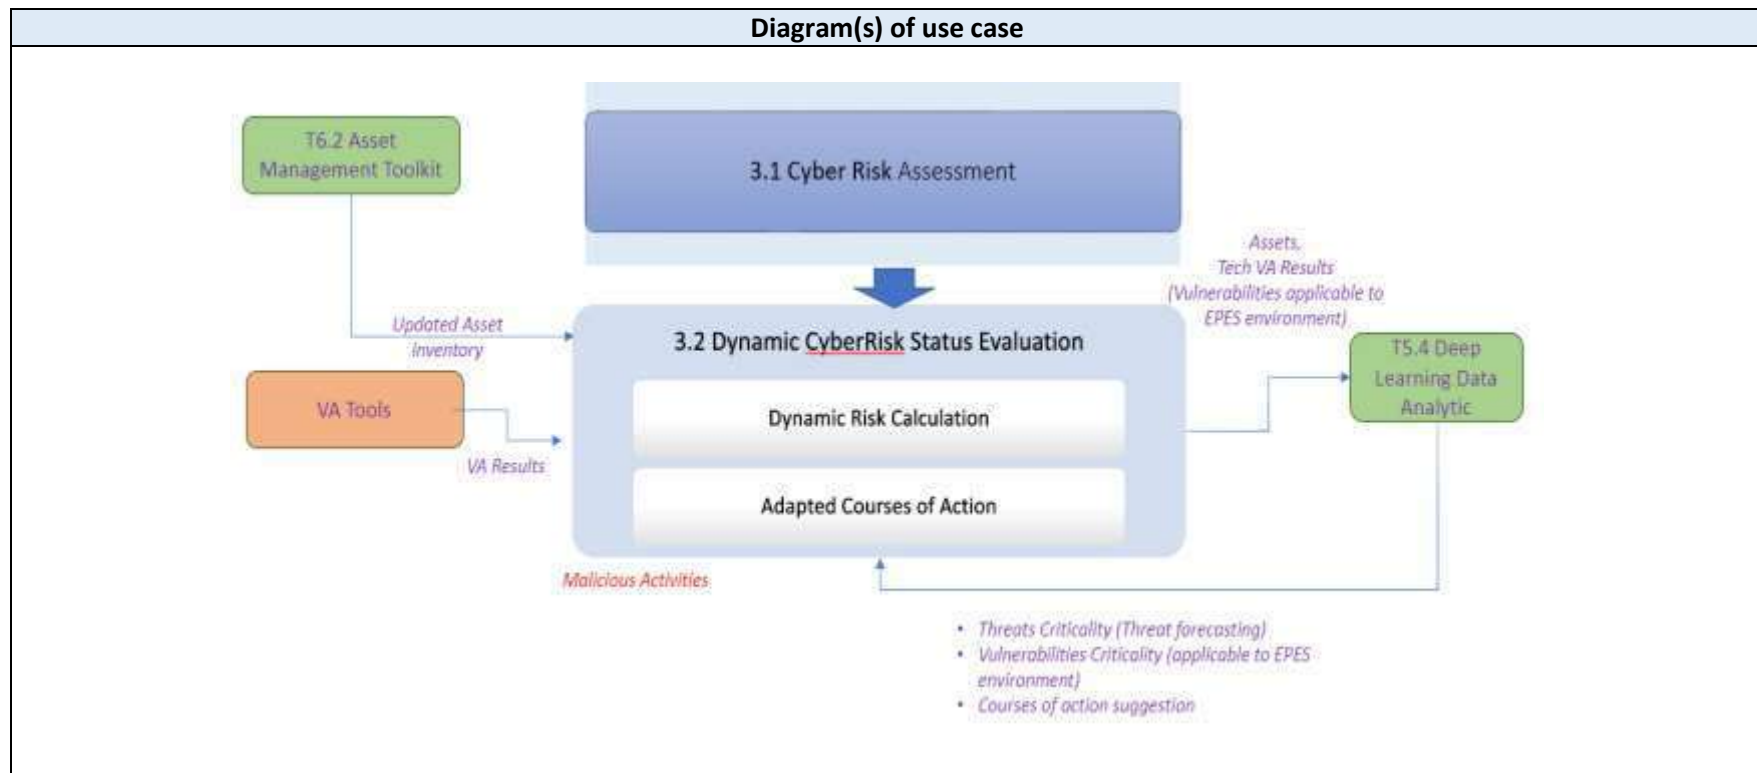 Diagram(s) of use case
T6.2 Asset
Management Toolkit
3.1 Cyber Risk Assessment
Assets,
Tech VA Results
(Vulnerabilities applicable to
EPES environment)
Updated Asset
Inventory
3.2 Dynamic CyberRisk Status Evaluation
T5.4 Deep
Learning Data
Analytic
VA Tools
Dynamic Risk Calculation
VA Results
Adapted Courses of Action
Malicious Activities
• Threats Criticality (Threat forecasting)
• Vulnerabilities Criticality (applicable to EPES
environment)
• Courses of action suggestion